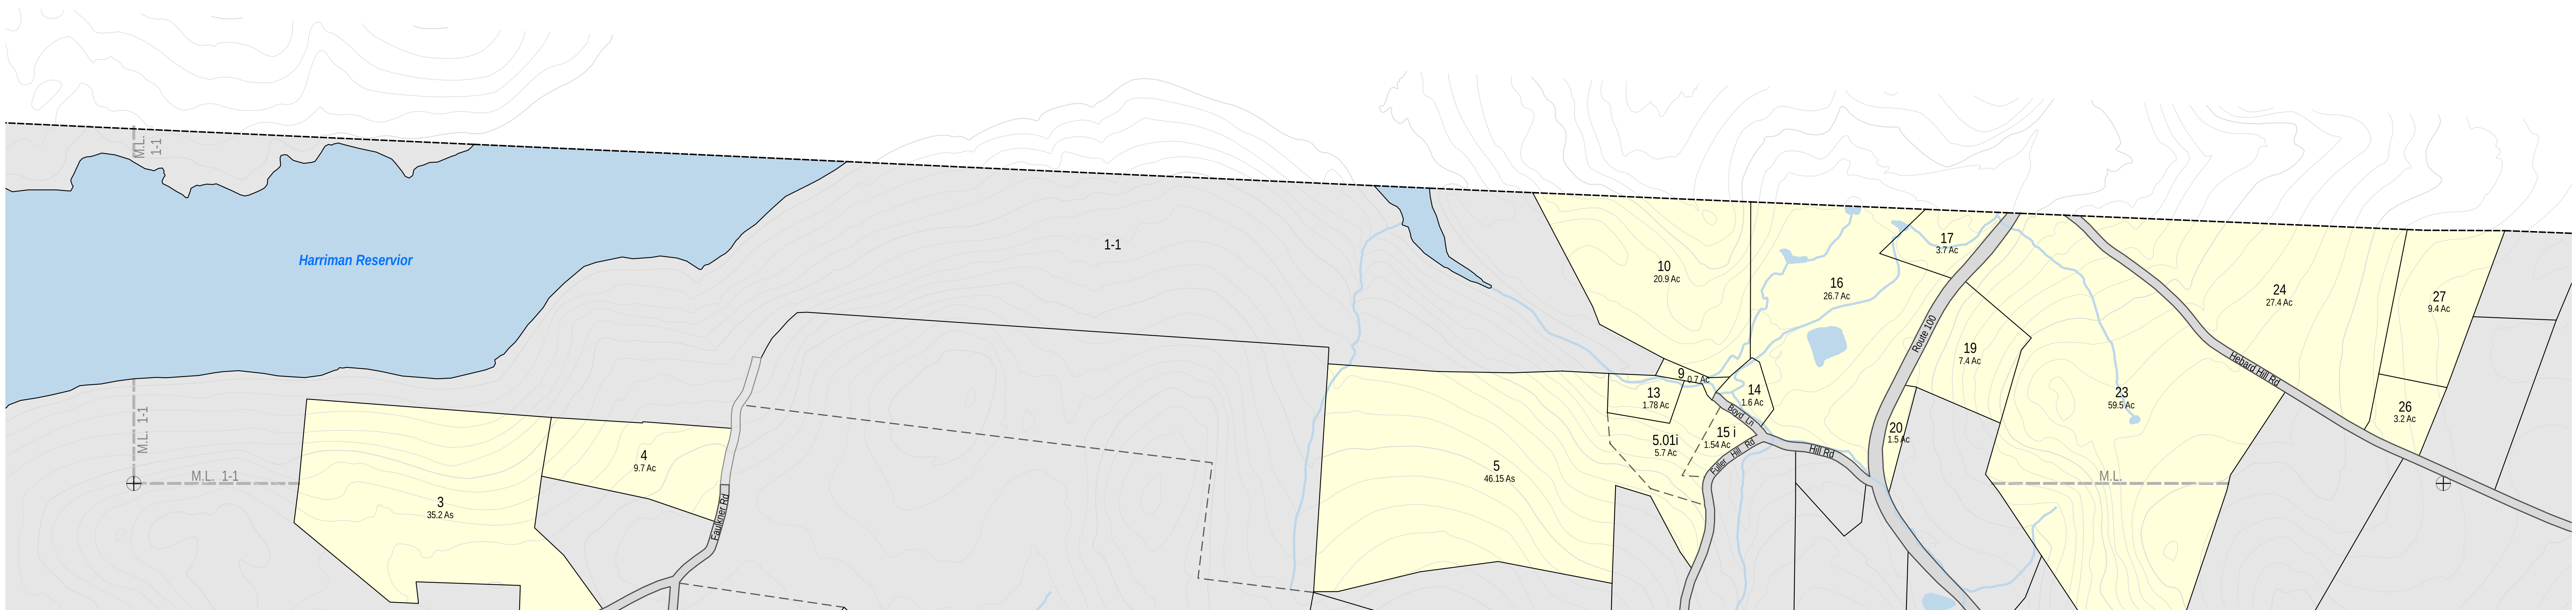 M.L.
1-1
Harriman Reservior
1-1
10
20.9 Ac
16
26.7 Ac
17
3.7 Ac
24
27.4 Ac
27
9.4 Ac
Route 100
19
7.4 Ac
Hebard Hill Rd
9
0.7 Ac
13
1.78 Ac
14
1.6 Ac
23
59.5 Ac
26
3.2 Ac
Boyd Ln
M.L. 1-1
20
1.5 Ac
15 i
1.54 Ac
5.01i
5.7 Ac
Fuller Hill Rd
Hill Rd
4
9.7 Ac
5
46.15 As
M.L. 1-1
M.L.
3
35.2 As
Faulkner Rd